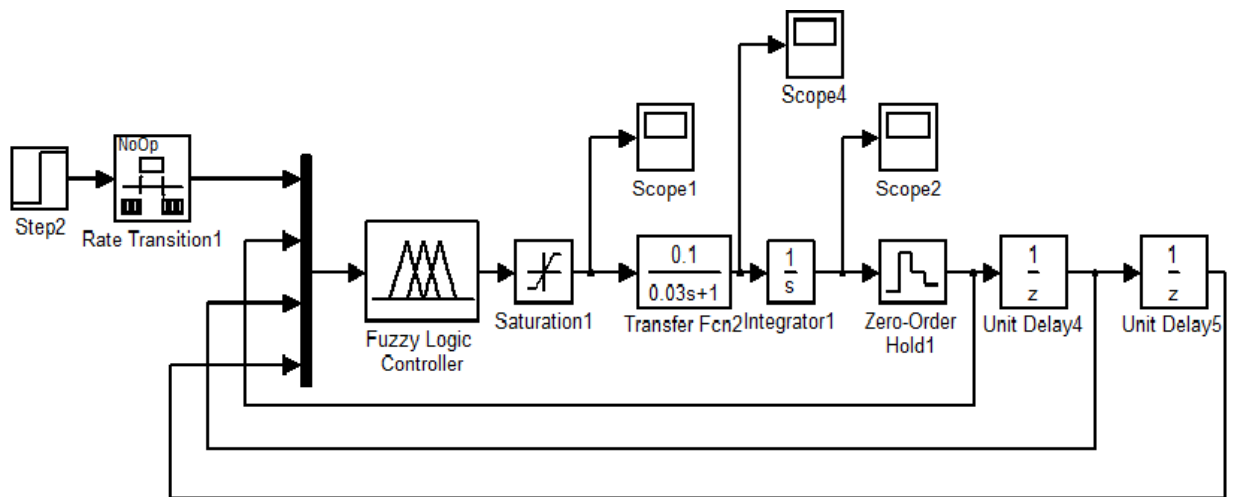 Scope4
NoOp
Scope1
Scope2
Step2
Rate Transition1
Fuzzy Logic
Controller
Saturation1
0.1
0.03s+1
Transfer Fcn2
1
s
Integrator1
Zero-Order
Hold1
1
z
Unit Delay4
1
z
Unit Delay5